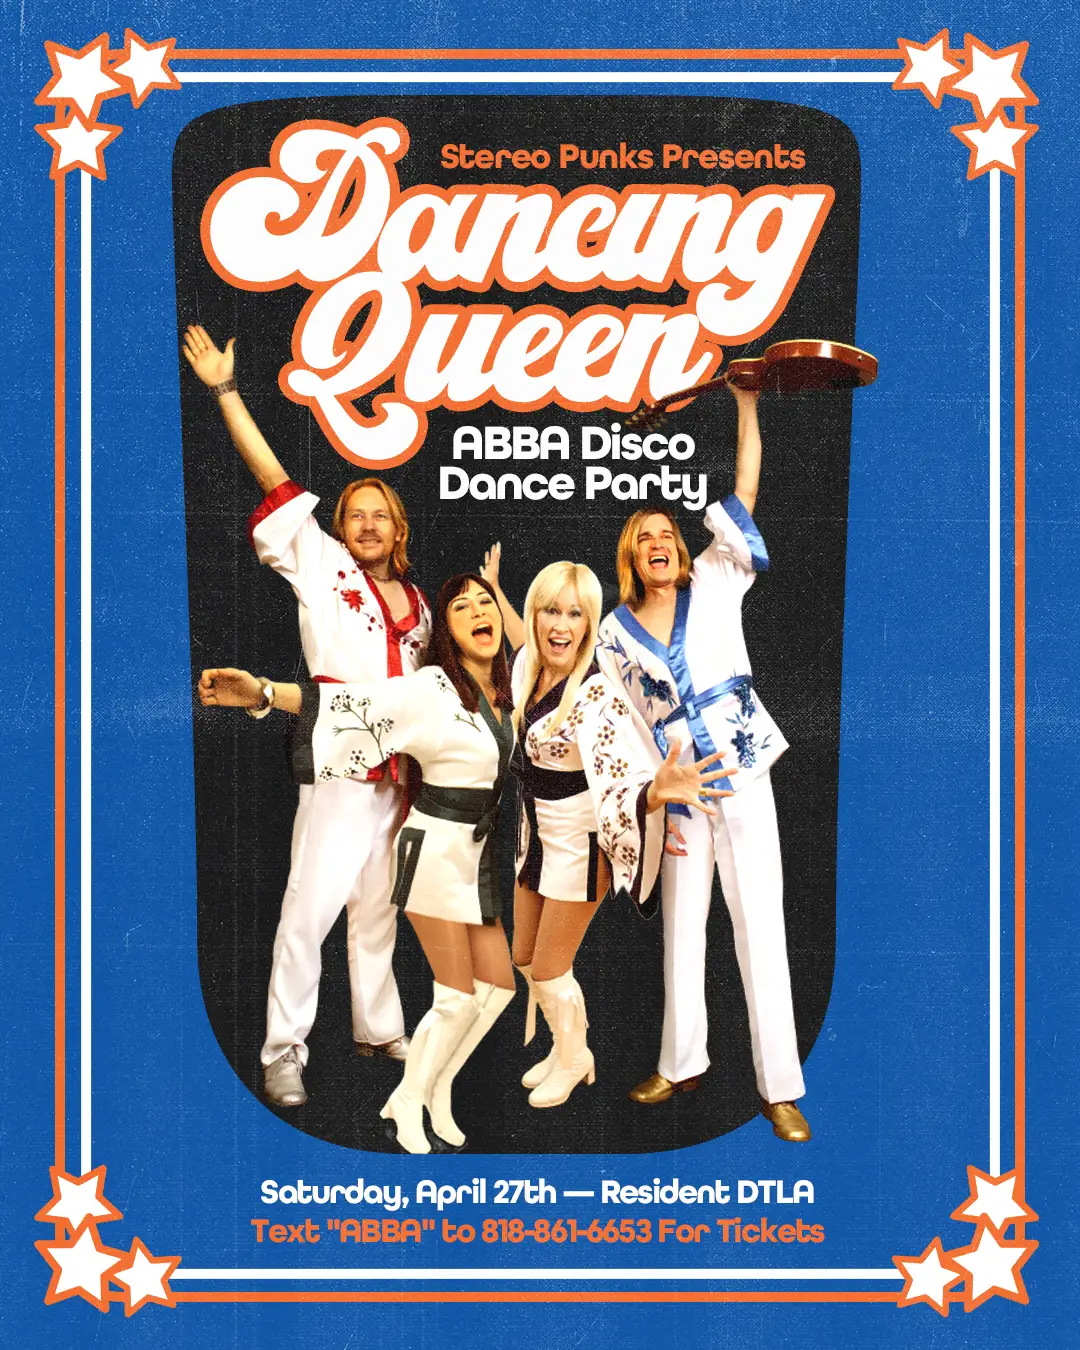 Stereo Punks Presents
Dancing
Queen
ABBA Disco
Dance Party
Saturday, April 27th — Resident DTLA
Text "ABBA" to 818-861-6653 For Tickets